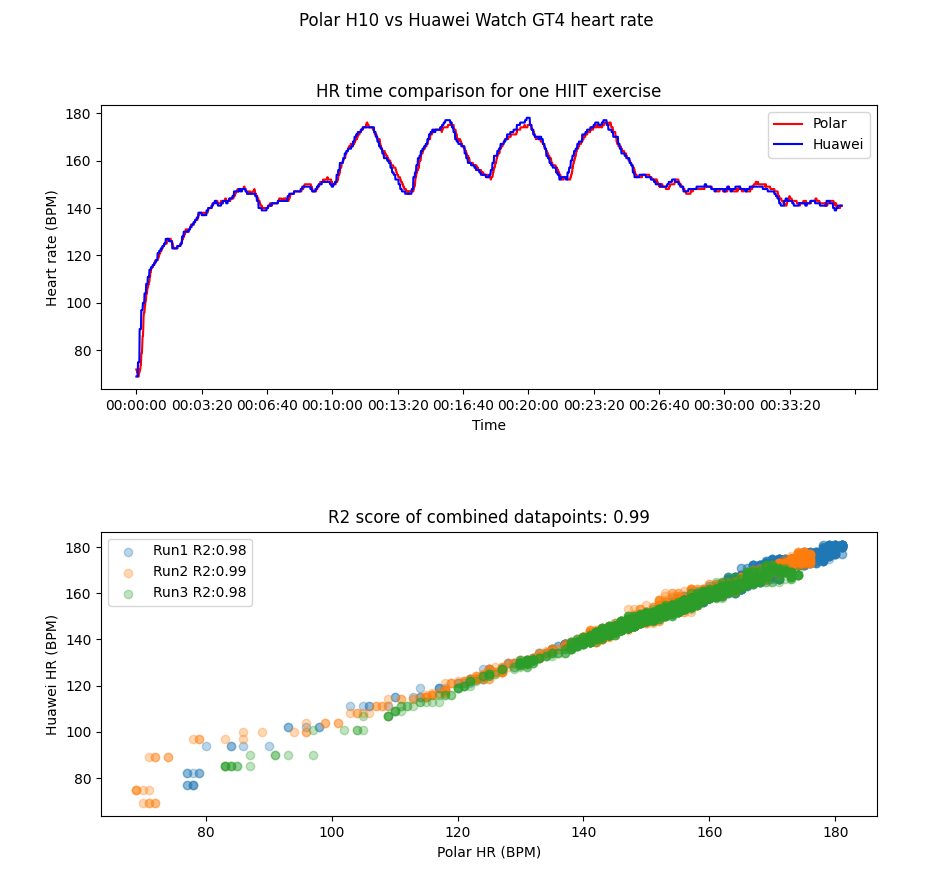 Polar H10 vs Huawei Watch GT4 heart rate
HR time comparison for one HIIT exercise
Heart rate (BPM)
180
160
140
120
100
80
Polar
Huawei
00:00:00 00:03:20 00:06:40 00:10:00 00:13:20 00:16:40 00:20:00 00:23:20 00:26:40 00:30:00 00:33:20
Time
R2 score of combined datapoints: 0.99
Huawei HR (BPM)
180
160
140
120
100
80
Run1 R2:0.98
Run2 R2:0.99
Run3 R2:0.98
80 100 120 140 160 180
Polar HR (BPM)